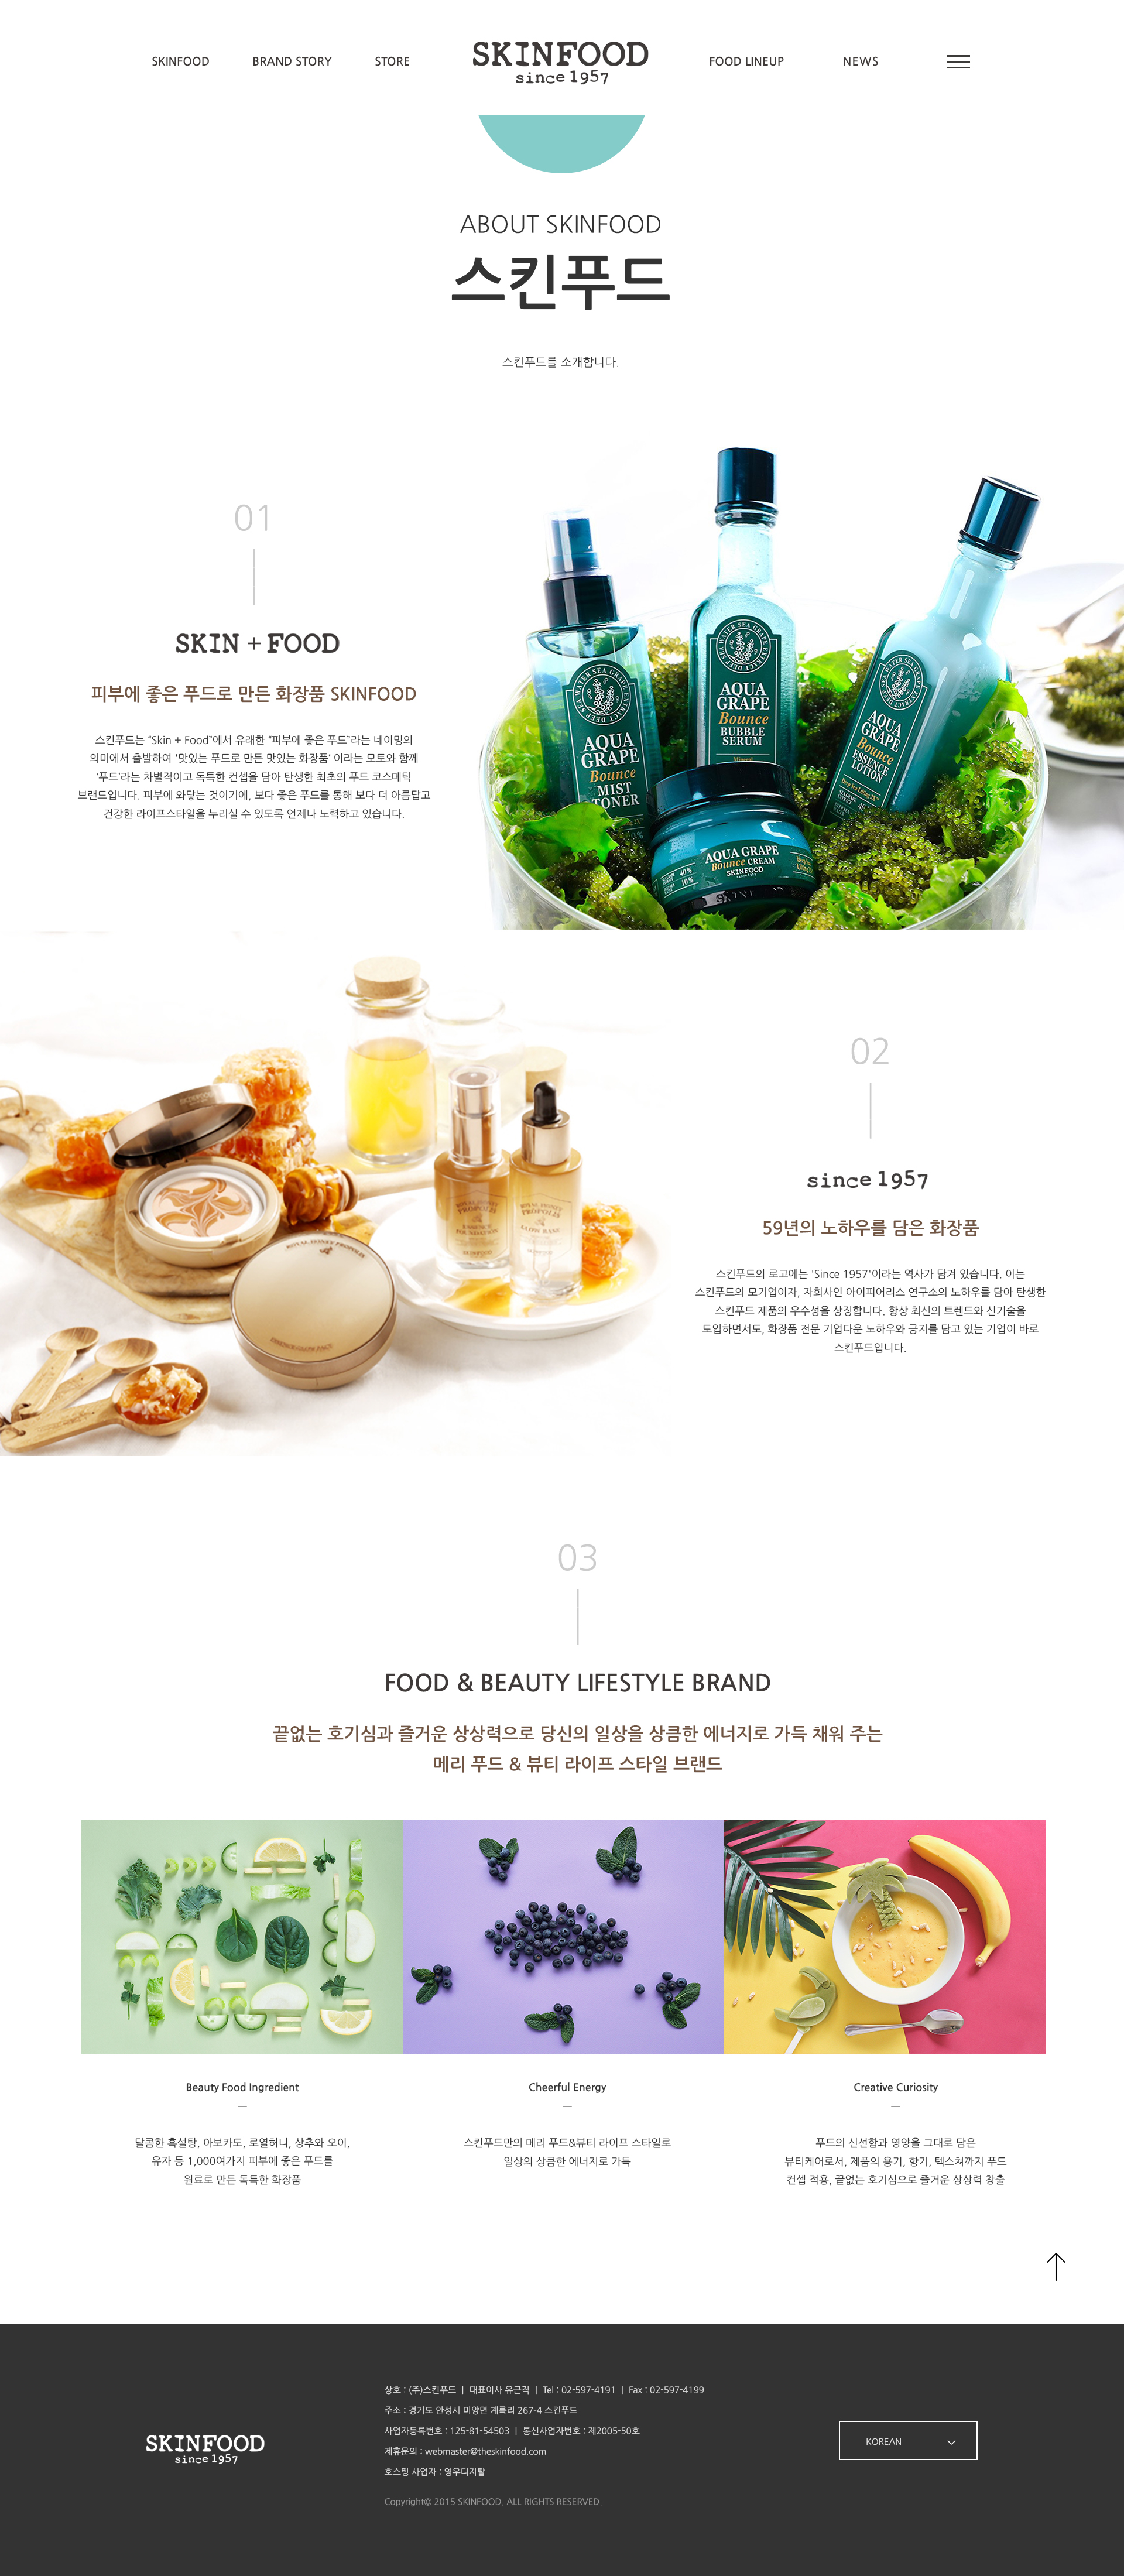 SKINFOOD
BRAND STORY
STORE
SKINFOOD
since 1957
FOOD LINEUP
NEWS
ABOUT SKINFOOD
스킨푸드
스킨푸드를 소개합니다.
01
SKIN + FOOD
피부에 좋은 푸드로 만든 화장품 SKINFOOD
스킨푸드는 “Skin + Food”에서 유래한 “피부에 좋은 푸드”라는 네이밍의
의미에서 출발하여 '맛있는 푸드로 만든 맛있는 화장품' 이라는 모토와 함께
'푸드'라는 차별적이고 독특한 컨셉을 담아 탄생한 최초의 푸드 코스메틱
브랜드입니다. 피부에 와닿는 것이기에, 보다 좋은 푸드를 통해 보다 더 아름답고
건강한 라이프스타일을 누리실 수 있도록 언제나 노력하고 있습니다.
WATER SEA GRAPE EXTRACT DEEP SEA
AQUA
GRAPE
Bounce
MIST
TONER
AQUA
GRAPE
Bounce
BUBBLE
SERUM
Mineral
AQUA
GRAPE
Bounce
ESSENCE
LOTION
Deep Sea Lifting 2X
AQUA GRAPE
Bounce CREAM
SKINFOOD
since 1957
40%
10%
02
since 1957
59년의 노하우를 담은 화장품
스킨푸드의 로고에는 'Since 1957'이라는 역사가 담겨 있습니다. 이는
스킨푸드의 모기업이자, 자회사인 아이피어리스 연구소의 노하우를 담아 탄생한
스킨푸드 제품의 우수성을 상징합니다. 항상 최신의 트렌드와 신기술을
도입하면서도, 화장품 전문 기업다운 노하우와 긍지를 담고 있는 기업이 바로
스킨푸드입니다.
SKINFOOD
ROYAL HONEY
PROPOLIS
ESSENCE
FOUNDATION
SKINFOOD
ROYAL HONEY
PROPOLIS
GLOW BASE
SKINFOOD
ROYAL HONEY PROPOLIS
03
FOOD & BEAUTY LIFESTYLE BRAND
끝없는 호기심과 즐거운 상상력으로 당신의 일상을 상큼한 에너지로 가득 채워 주는
메리 푸드 & 뷰티 라이프 스타일 브랜드
Beauty Food Ingredient
달콤한 흑설탕, 아보카도, 로열허니, 상추와 오이,
유자 등 1,000여가지 피부에 좋은 푸드를
원료로 만든 독특한 화장품
Cheerful Energy
스킨푸드만의 메리 푸드&뷰티 라이프 스타일로
일상의 상큼한 에너지로 가득
Creative Curiosity
푸드의 신선함과 영양을 그대로 담은
뷰티케어로서, 제품의 용기, 향기, 텍스쳐까지 푸드
컨셉 적용, 끝없는 호기심으로 즐거운 상상력 창출
SKINFOOD
since 1957
상호 : (주)스킨푸드 | 대표이사 유근직 | Tel : 02-597-4191 | Fax : 02-597-4199
주소 : 경기도 안성시 미양면 계륵리 267-4 스킨푸드
사업자등록번호 : 125-81-54503 | 통신사업자번호 : 제2005-50호
제휴문의 : webmaster@theskinfood.com
호스팅 사업자 : 영우디지탈
Copyright© 2015 SKINFOOD. ALL RIGHTS RESERVED.
KOREAN